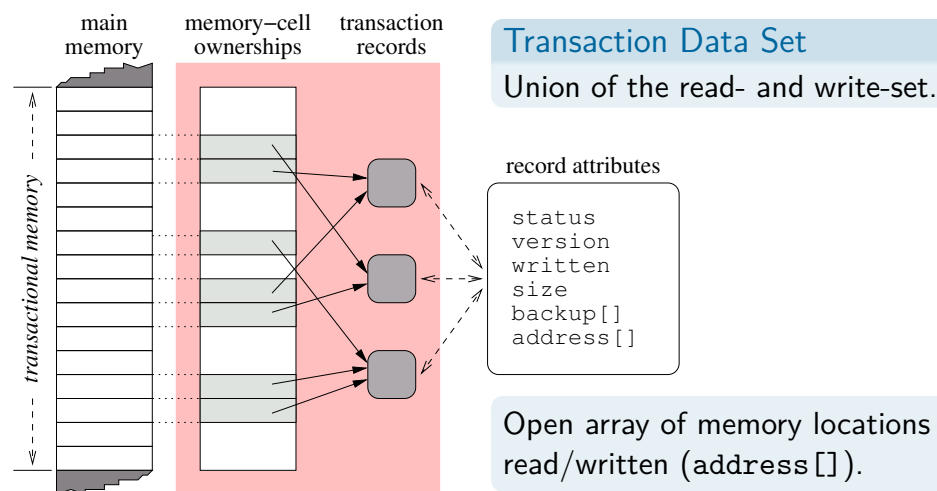 main
memory
memory−cell
ownerships
transaction
records
transactional memory
Transaction Data Set
Union of the read- and write-set.
record attributes
status
version
written
size
backup[]
address[]
Open array of memory locations
read/written (address[]).